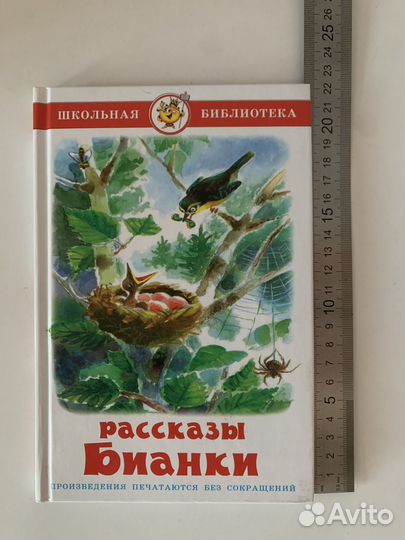 ШКОЛЬНАЯ БИБЛИОТЕКА
РАССКАЗЫ
БИАНКИ
ПРОИЗВЕДЕНИЯ ПЕЧАТАЮТСЯ БЕЗ СОКРАЩЕНИЙ
Avito